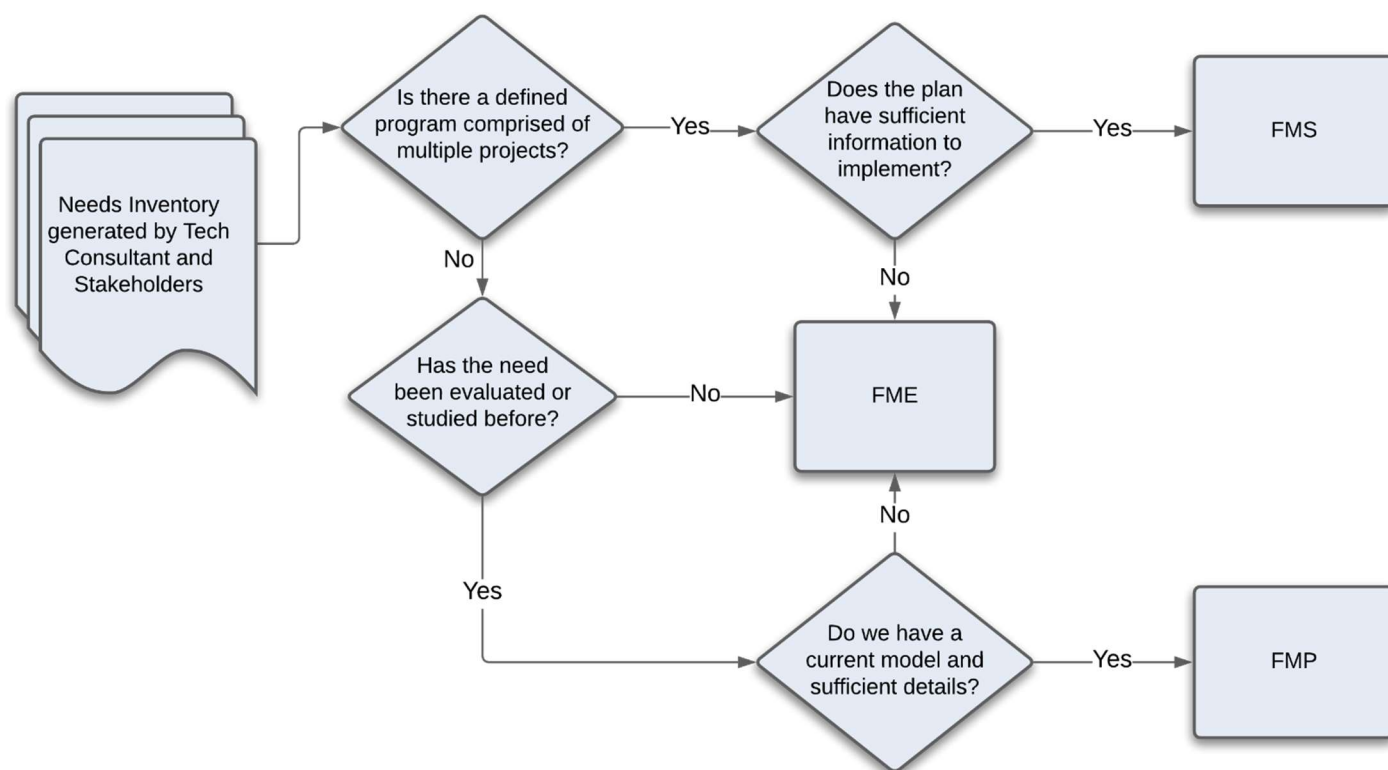 Needs Inventory
generated by Tech
Consultant and
Stakeholders
Is there a defined
program comprised of
multiple projects?
Yes
Does the plan
have sufficient
information to
implement?
Yes
FMS
No
No
Has the need
been evaluated or
studied before?
No
FME
No
Yes
Do we have a
current model and
sufficient details?
Yes
FMP